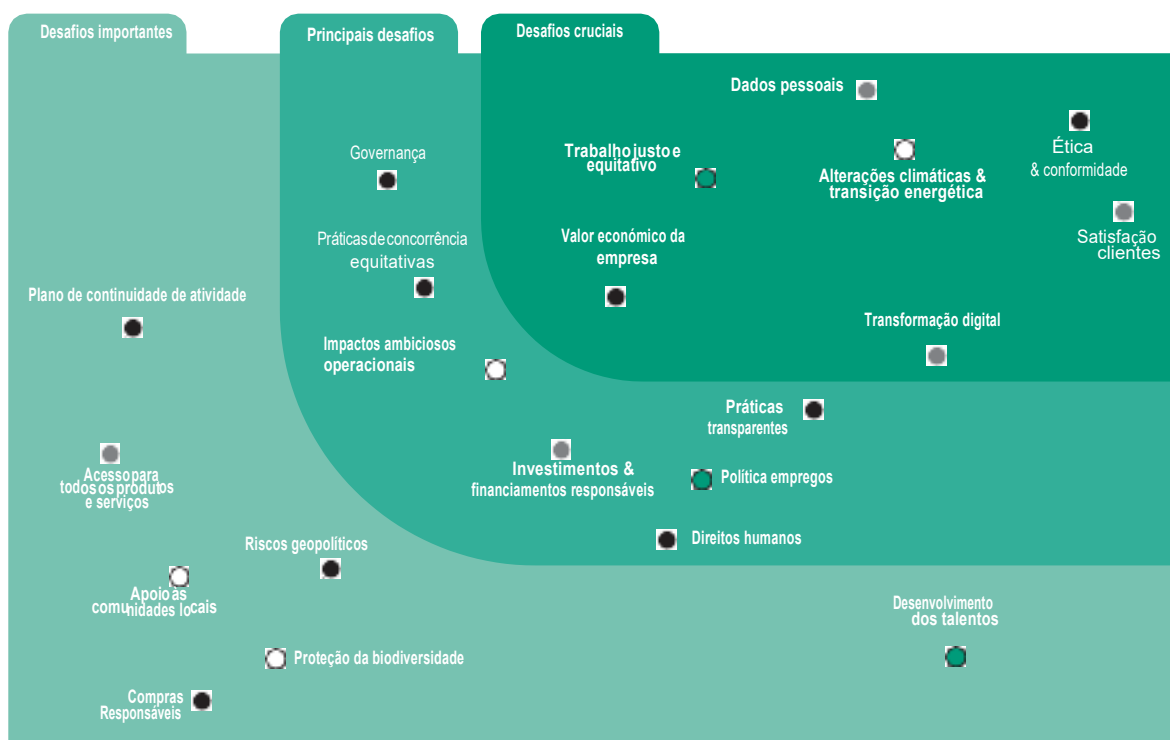 Desafios importantes
Principais desafios
Desafios cruciais
Dados pessoais
Ética
& conformidade
Governança
Trabalho justo e
equitativo
Alterações climáticas &
transição energética
Satisfação
clientes
Práticas de concorrência
equitativas
Valor económico da
empresa
Plano de continuidade de atividade
Transformação digital
Impactos ambiciosos
operacionais
Práticas
transparentes
Acesso para
todos os produtos
e serviços
Investimentos &
financiamentos responsáveis
Política empregos
Riscos geopolíticos
Direitos humanos
Apoio às
comunidades locais
Desenvolvimento
dos talentos
Proteção da biodiversidade
Compras
Responsáveis